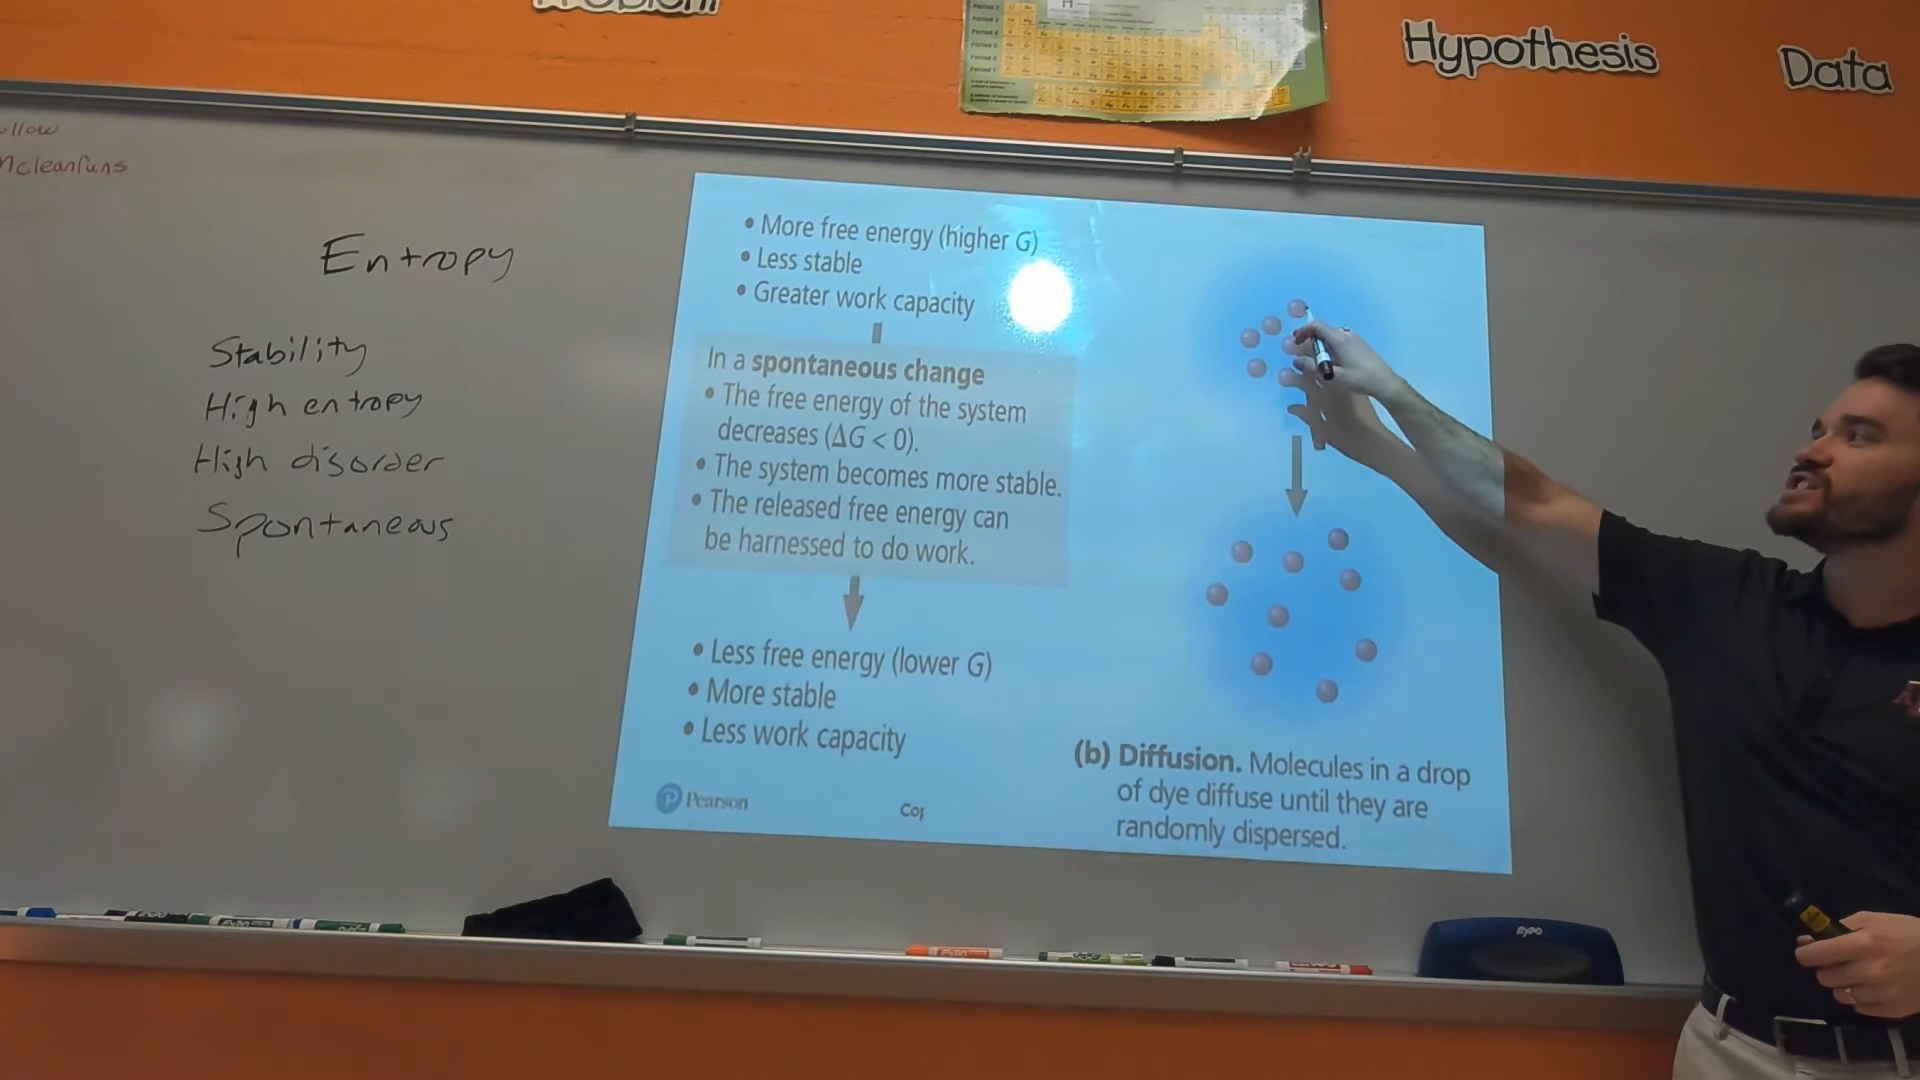 Problem
Hypothesis
Data
Mcleanfuns
Entropy
Stability
High entropy
High disorder
Spontaneous
• More free energy (higher G)
• Less stable
• Greater work capacity
In a spontaneous change
• The free energy of the system
decreases (ΔG < 0).
• The system becomes more stable.
• The released free energy can
be harnessed to do work.
• Less free energy (lower G)
• More stable
• Less work capacity
Pearson
Cop
(b) Diffusion. Molecules in a drop
of dye diffuse until they are
randomly dispersed.
EXPO